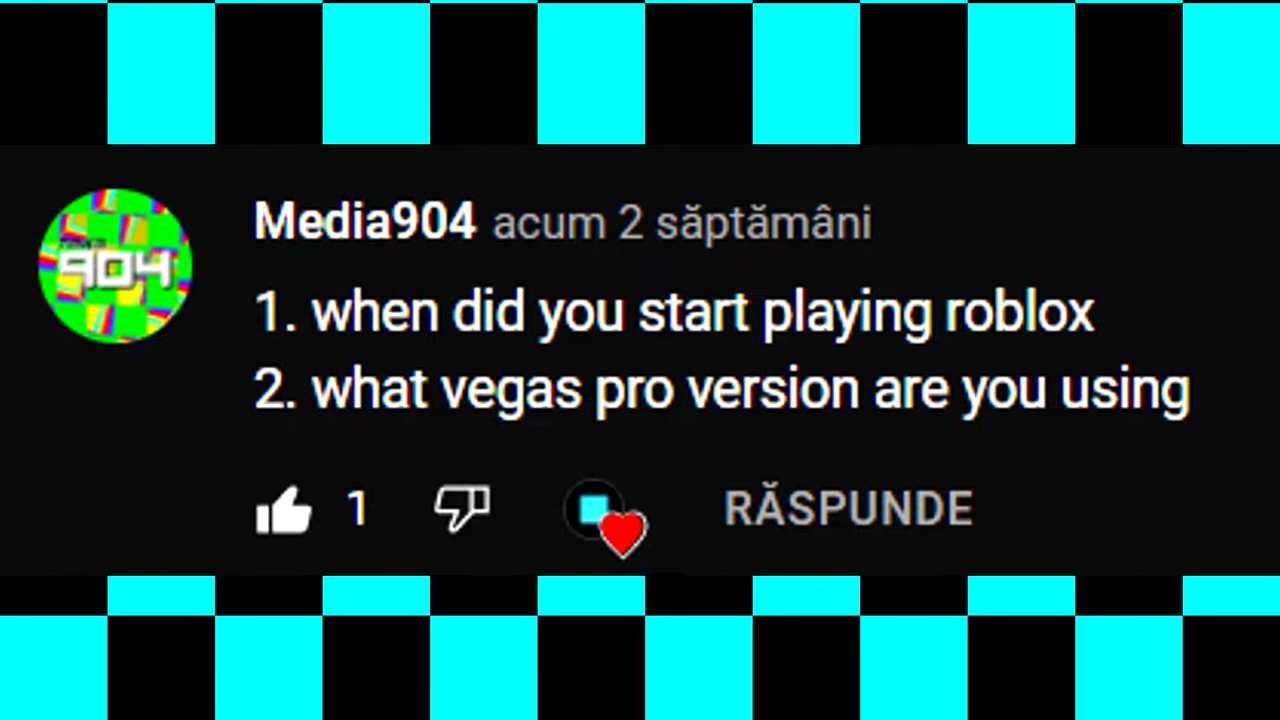 Media904 acum 2 săptămâni
904
1. when did you start playing roblox
2. what vegas pro version are you using
1
RĂSPUNDE